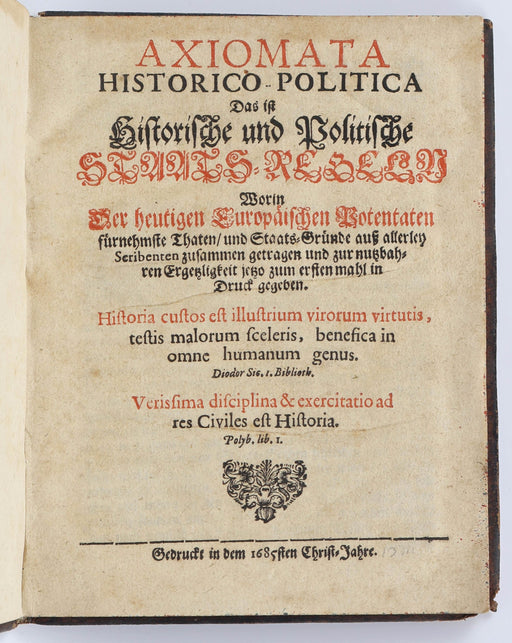 AXIOMATA
HISTORICO-POLITICA
Das ist
Historische und Politische
STAATS-REGELN
Worin
Der heutigen Europäischen Potentaten
fürnehmste Thaten/ und Staats-Gründe auß allerley
Scribenten zusammen getragen und zur nutzbah-
ren Ergetzligkeit jetzo zum ersten mahl in
Druck gegeben.
Historia custos est illustrium virorum virtutis,
testis malorum sceleris, benefica in
omne humanum genus.
Diodor Sic. 1. Biblioth.
Verissima disciplina & exercitatio ad
res Civiles est Historia.
Polyb. lib. 1.
Gedruckt in dem 1685sten Christ-Jahre.